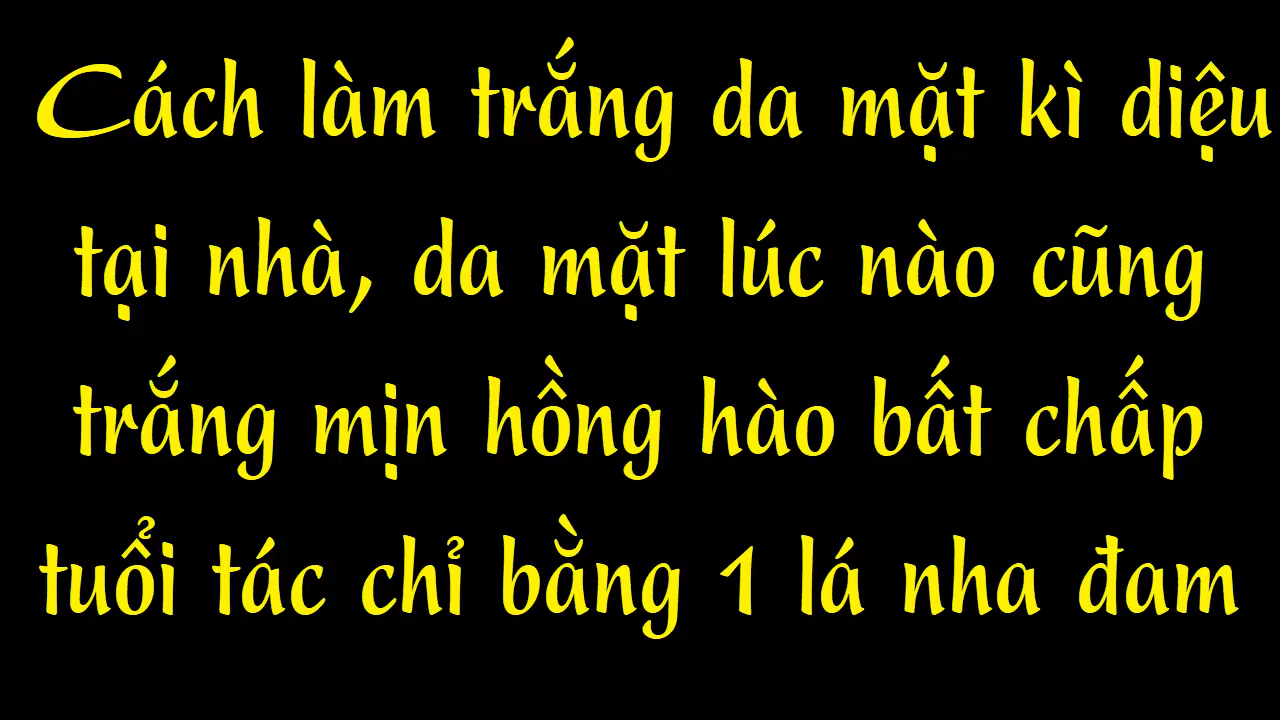 Cách làm trắng da mặt kì diệu
tại nhà, da mặt lúc nào cũng
trắng mịn hồng hào bất chấp
tuổi tác chỉ bằng 1 lá nha đam